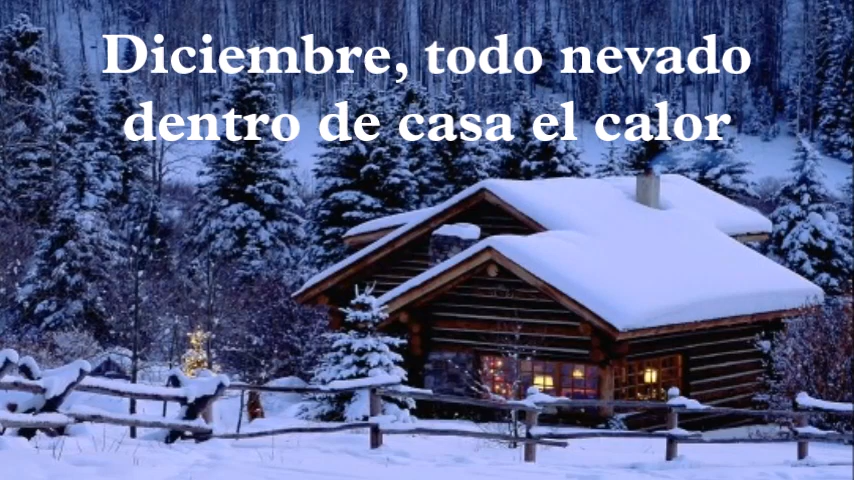 Diciembre, todo nevado
dentro de casa el calor